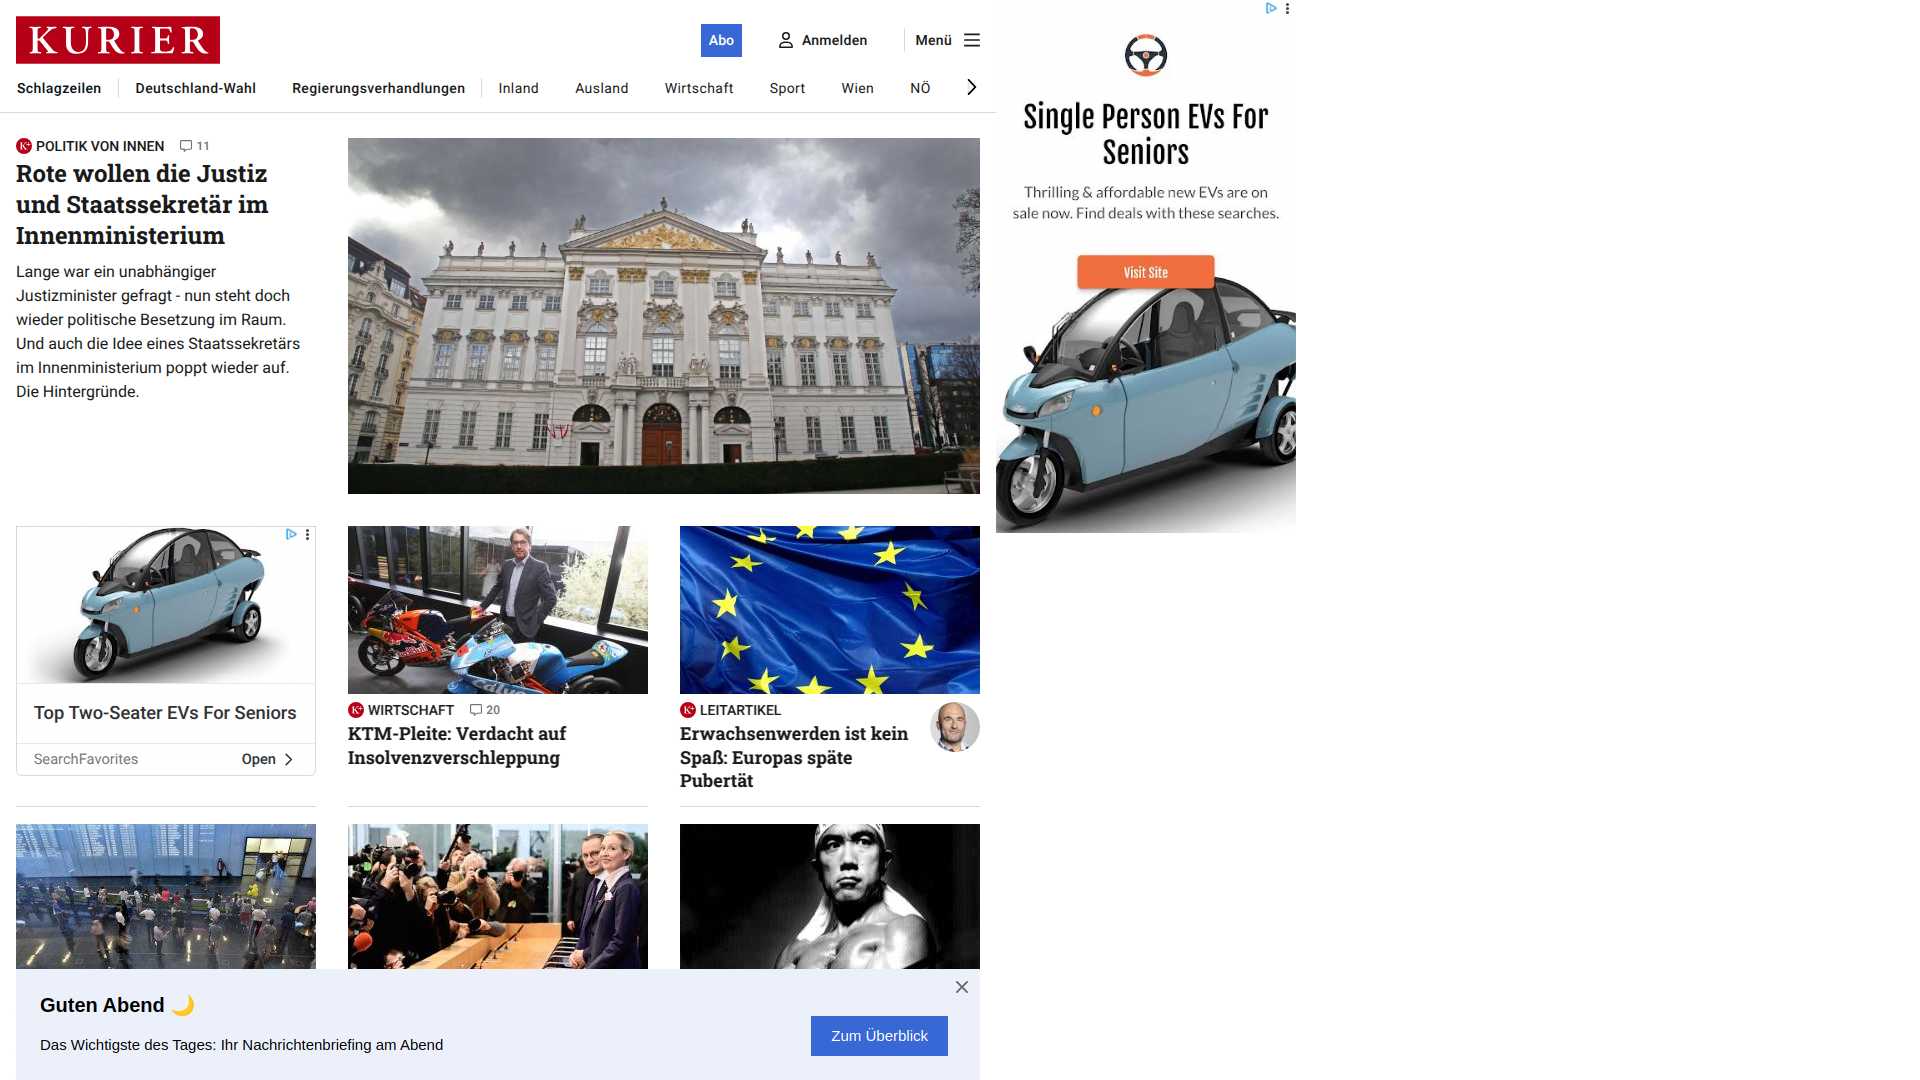 KURIER
Abo
Anmelden
Menü
Schlagzeilen
Deutschland-Wahl
Regierungsverhandlungen
Inland
Ausland
Wirtschaft
Sport
Wien
NÖ
POLITIK VON INNEN
11
Rote wollen die Justiz
und Staatssekretär im
Innenministerium
Lange war ein unabhängiger
Justizminister gefragt - nun steht doch
wieder politische Besetzung im Raum.
Und auch die Idee eines Staatssekretärs
im Innenministerium poppt wieder auf.
Die Hintergründe.
Single Person EVs For
Seniors
Thrilling & affordable new EVs are on
sale now. Find deals with these searches.
Visit Site
Top Two-Seater EVs For Seniors
SearchFavorites
Open
WIRTSCHAFT
20
KTM-Pleite: Verdacht auf
Insolvenzverschleppung
LEITARTIKEL
Erwachsenwerden ist kein
Spaß: Europas späte
Pubertät
Guten Abend
Das Wichtigste des Tages: Ihr Nachrichtenbriefing am Abend
Zum Überblick